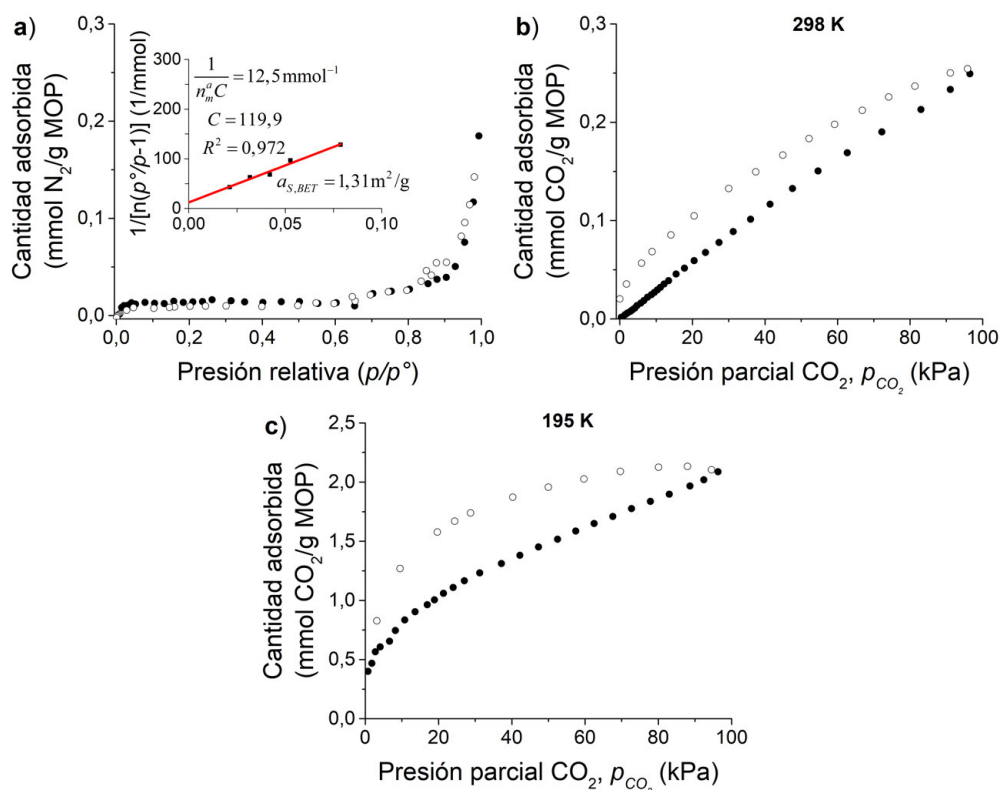 a)
Cantidad adsorbida
(mmol N₂/g MOP)
0,3
0,2
0,1
0,0
0,0 0,2 0,4 0,6 0,8 1,0
Presión relativa (p/p°)
1/[n(p°/p-1)] (1/mmol)
300
200
100
0
0,00 0,05 0,10
1/(nₘᵃC) = 12,5 mmol⁻¹
C = 119,9
R² = 0,972
a_S,BET = 1,31 m²/g
b)
298 K
Cantidad adsorbida
(mmol CO₂/g MOP)
0,3
0,2
0,1
0,0
0 20 40 60 80 100
Presión parcial CO₂, p_CO₂ (kPa)
c)
195 K
Cantidad adsorbida
(mmol CO₂/g MOP)
2,5
2,0
1,5
1,0
0,5
0,0
0 20 40 60 80 100
Presión parcial CO₂, p_CO₂ (kPa)